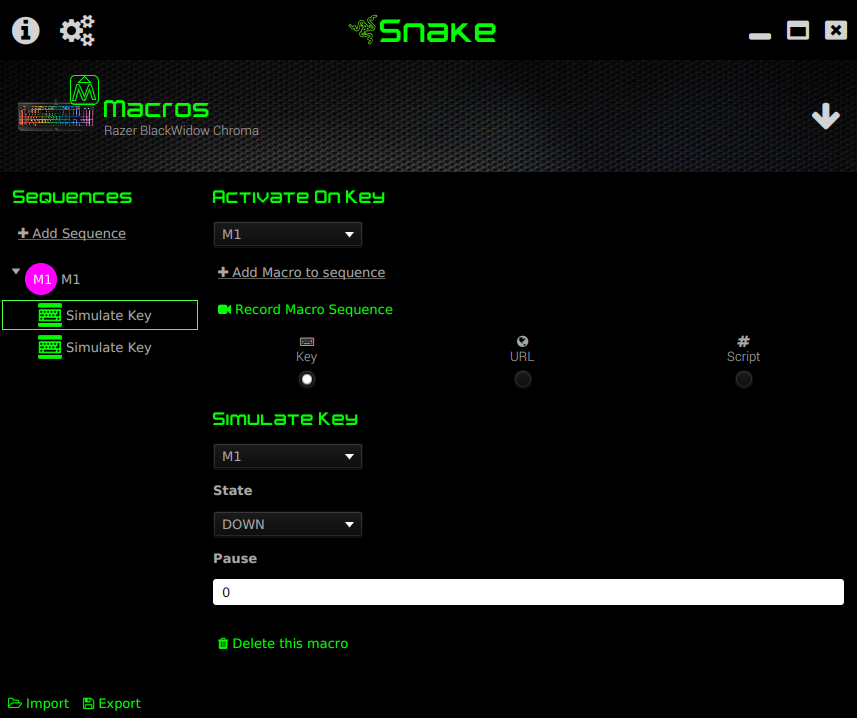 Snake
M
Macros
Razer BlackWidow Chroma
Sequences
Add Sequence
M1 M1
Simulate Key
Simulate Key
Activate On Key
M1
Add Macro to sequence
Record Macro Sequence
Key URL Script
Simulate Key
M1
State
DOWN
Pause
0
Delete this macro
Import Export